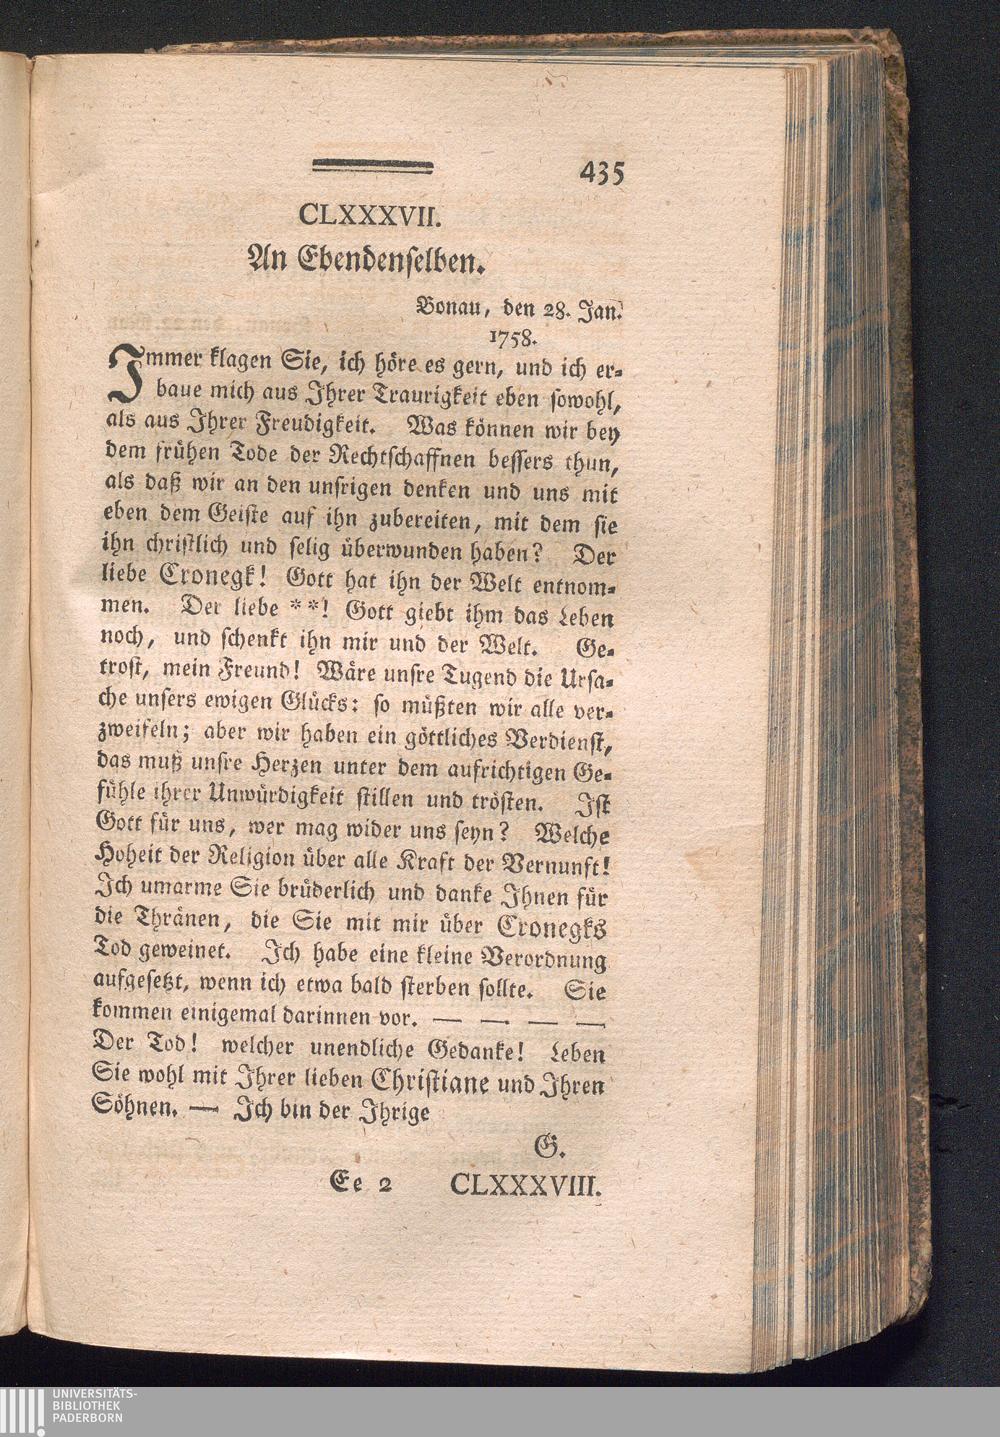 435
CLXXXVII.
An Ebendenſelben.
Bonau, den 28. Jan.
1758.
Immer klagen Sie, ich höre es gern, und ich er-
baue mich aus Ihrer Traurigkeit eben ſowohl,
als aus Ihrer Freudigkeit. Was können wir bey
dem frühen Tode der Rechtſchaffnen beſſers thun,
als daß wir an den unſrigen denken und uns mit
eben dem Geiſte auf ihn zubereiten, mit dem ſie
ihn chriſtlich und ſelig überwunden haben? Der
liebe Cronegk! Gott hat ihn der Welt entnom-
men. Der liebe **! Gott giebt ihm das Leben
noch, und ſchenkt ihn mir und der Welt. Ge-
troſt, mein Freund! Wäre unſre Tugend die Urſa-
che unſers ewigen Glücks: ſo müßten wir alle ver-
zweifeln; aber wir haben ein göttliches Verdienſt,
das muß unſre Herzen unter dem aufrichtigen Ge-
fühle ihrer Unwürdigkeit ſtillen und tröſten. Iſt
Gott für uns, wer mag wider uns ſeyn? Welche
Hoheit der Religion über alle Kraft der Vernunft!
Ich umarme Sie brüderlich und danke Ihnen für
die Thränen, die Sie mit mir über Cronegks
Tod geweinet. Ich habe eine kleine Verordnung
aufgeſetzt, wenn ich etwa bald ſterben ſollte. Sie
kommen einigemal darinnen vor. — — — —
Der Tod! welcher unendliche Gedanke! Leben
Sie wohl mit Ihrer lieben Chriſtiane und Ihren
Söhnen. — Ich bin der Ihrige
G.
Ee 2 CLXXXVIII.
UNIVERSITÄTS-
BIBLIOTHEK
PADERBORN